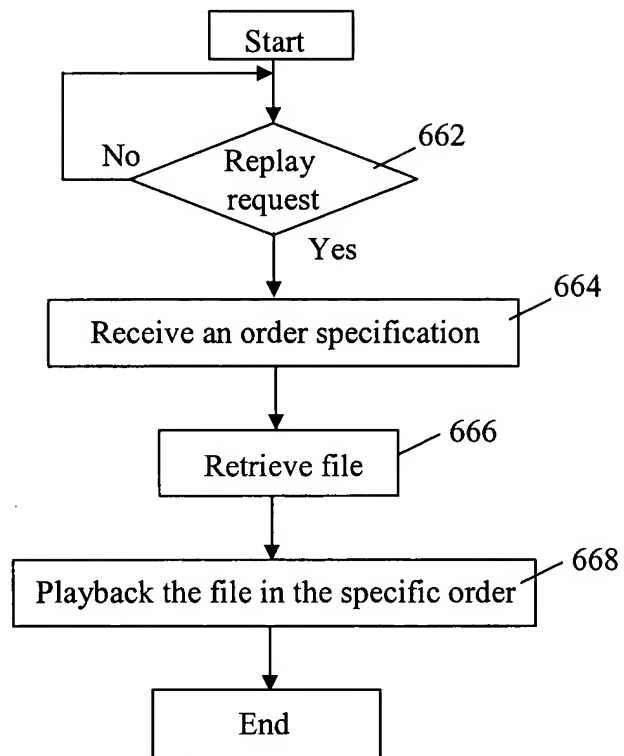 Start
No
Replay
request
662
Yes
664
Receive an order specification
666
Retrieve file
668
Playback the file in the specific order
End